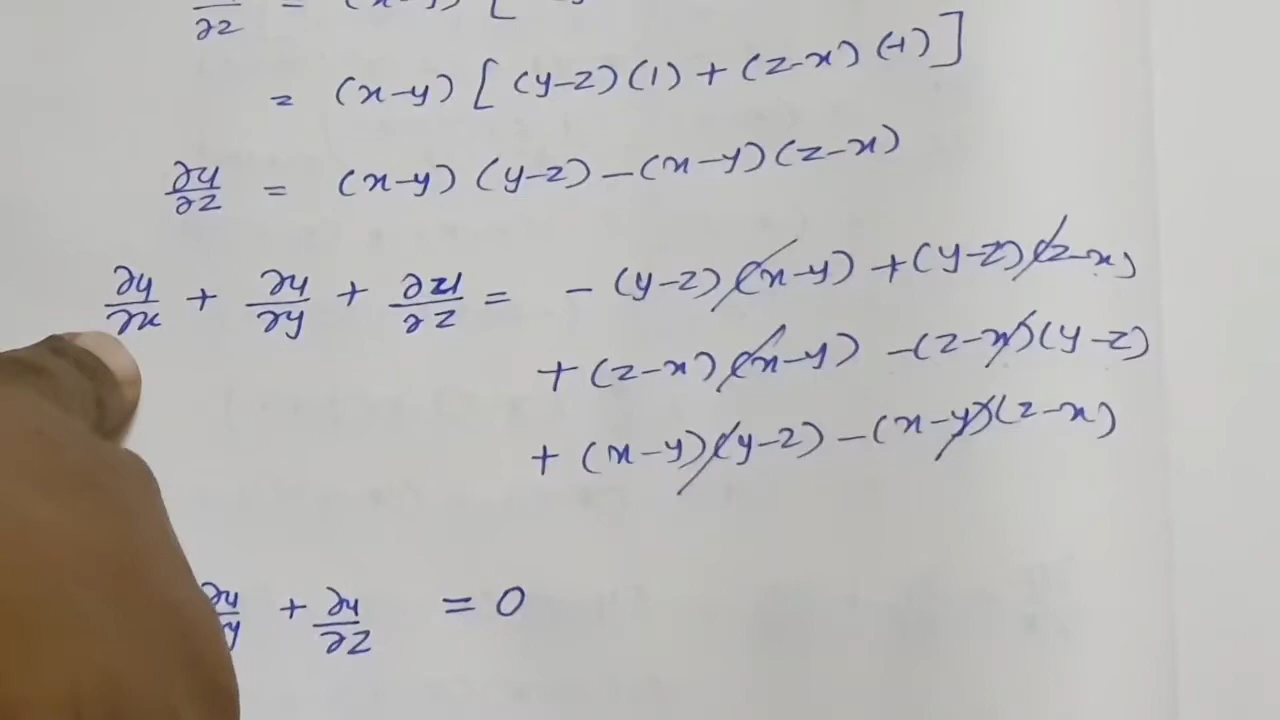 ∂z = (x-y) [
= (x-y) [ (y-z) (1) + (z-x) (-1) ]
∂u/∂z = (x-y) (y-z) - (x-y) (z-x)
∂u/∂x + ∂u/∂y + ∂u/∂z = - (y-z) (x-y) + (y-z) (z-x)
+ (z-x) (x-y) - (z-x) (y-z)
+ (x-y) (y-z) - (x-y) (z-x)
∂u/∂y + ∂u/∂z = 0